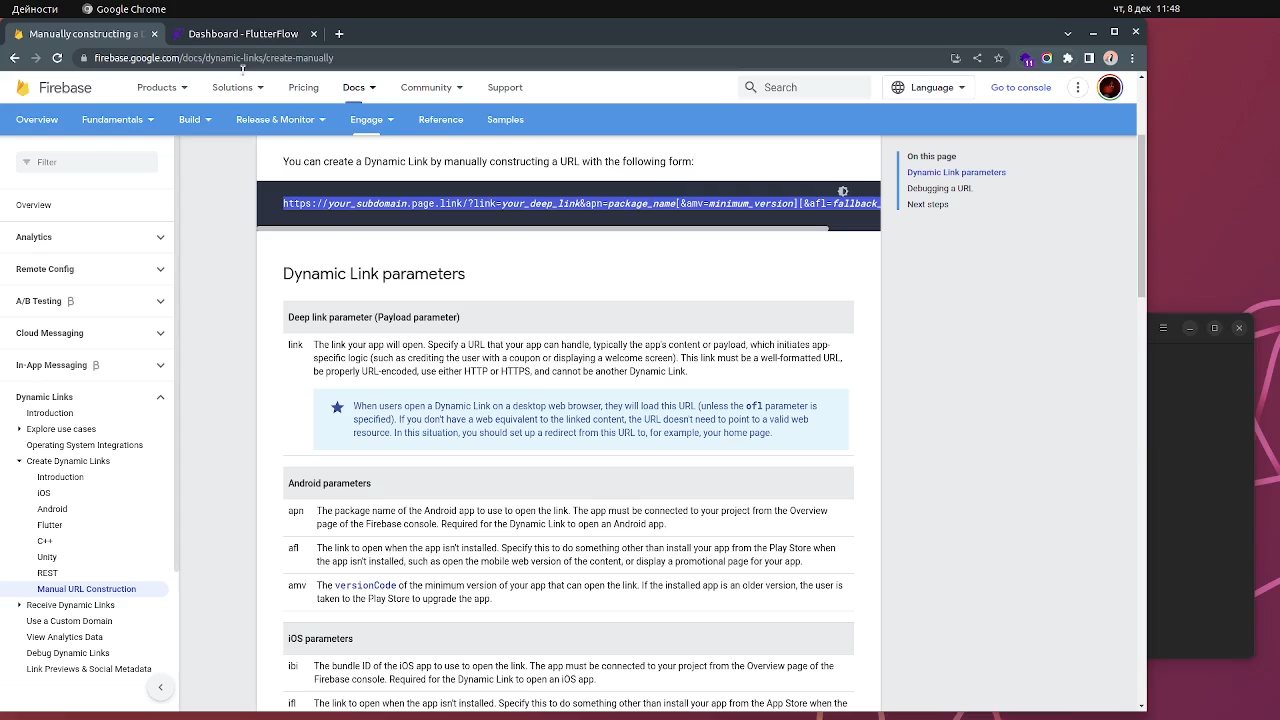 Дейности
Google Chrome
чт, 8 дек 11:48
Manually constructing a D
Dashboard - FlutterFlow
firebase.google.com/docs/dynamic-links/create-manually
11
Firebase
Products
Solutions
Pricing
Docs
Community
Support
Search
Language
Go to console
Overview
Fundamentals
Build
Release & Monitor
Engage
Reference
Samples
Filter
Overview
Analytics
Remote Config
A/B Testing β
Cloud Messaging
In-App Messaging β
Dynamic Links
Introduction
Explore use cases
Operating System Integrations
Create Dynamic Links
Introduction
iOS
Android
Flutter
C++
Unity
REST
Manual URL Construction
Receive Dynamic Links
Use a Custom Domain
View Analytics Data
Debug Dynamic Links
Link Previews & Social Metadata
You can create a Dynamic Link by manually constructing a URL with the following form:
https://your_subdomain.page.link/?link=your_deep_link&apn=package_name[&amv=minimum_version][&afl=fallback_
Dynamic Link parameters
Deep link parameter (Payload parameter)
link The link your app will open. Specify a URL that your app can handle, typically the app's content or payload, which initiates app-
specific logic (such as crediting the user with a coupon or displaying a welcome screen). This link must be a well-formatted URL,
be properly URL-encoded, use either HTTP or HTTPS, and cannot be another Dynamic Link.
When users open a Dynamic Link on a desktop web browser, they will load this URL (unless the ofl parameter is
specified). If you don't have a web equivalent to the linked content, the URL doesn't need to point to a valid web
resource. In this situation, you should set up a redirect from this URL to, for example, your home page.
Android parameters
apn The package name of the Android app to use to open the link. The app must be connected to your project from the Overview
page of the Firebase console. Required for the Dynamic Link to open an Android app.
afl The link to open when the app isn't installed. Specify this to do something other than install your app from the Play Store when
the app isn't installed, such as open the mobile web version of the content, or display a promotional page for your app.
amv The versionCode of the minimum version of your app that can open the link. If the installed app is an older version, the user is
taken to the Play Store to upgrade the app.
iOS parameters
ibi The bundle ID of the iOS app to use to open the link. The app must be connected to your project from the Overview page of the
Firebase console. Required for the Dynamic Link to open an iOS app.
ifl The link to open when the app isn't installed. Specify this to do something other than install your app from the App Store when the
On this page
Dynamic Link parameters
Debugging a URL
Next steps